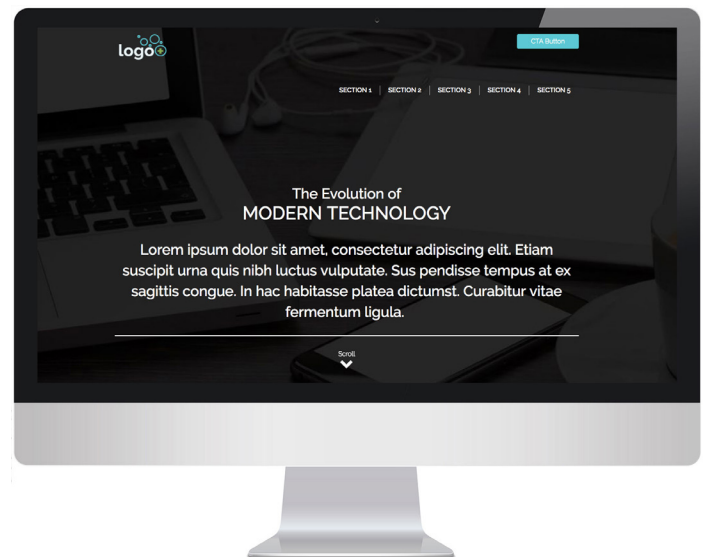 logo
CTA Button
SECTION 1 | SECTION 2 | SECTION 3 | SECTION 4 | SECTION 5
The Evolution of
MODERN TECHNOLOGY
Lorem ipsum dolor sit amet, consectetur adipiscing elit. Etiam
suscipit urna quis nibh luctus vulputate. Sus pendisse tempus at ex
sagittis congue. In hac habitasse platea dictumst. Curabitur vitae
fermentum ligula.
Scroll